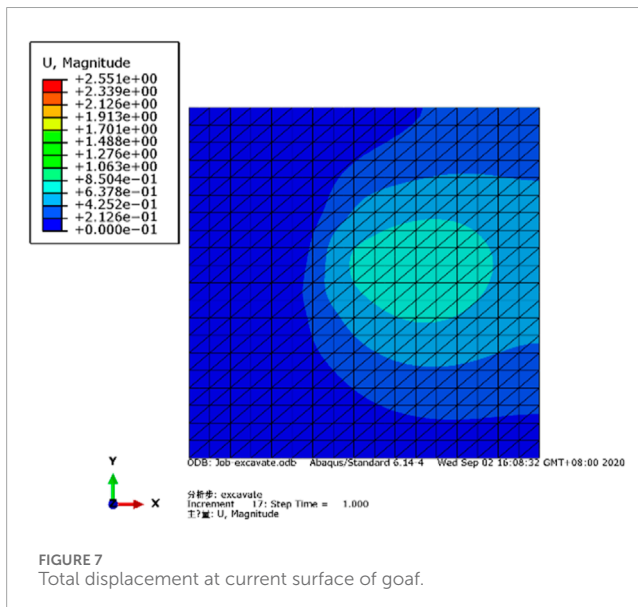 U, Magnitude
+2.551e+00
+2.339e+00
+2.126e+00
+1.913e+00
+1.701e+00
+1.488e+00
+1.276e+00
+1.063e+00
+8.504e-01
+6.378e-01
+4.252e-01
+2.126e-01
+0.000e-01
ODB: Job-excavate.odb Abaqus/Standard 6.14-4 Wed Sep 02 16:08:32 GMT+08:00 2020
Y
X
分析步: excavate
Increment 17: Step Time = 1.000
主?量: U, Magnitude
FIGURE 7
Total displacement at current surface of goaf.